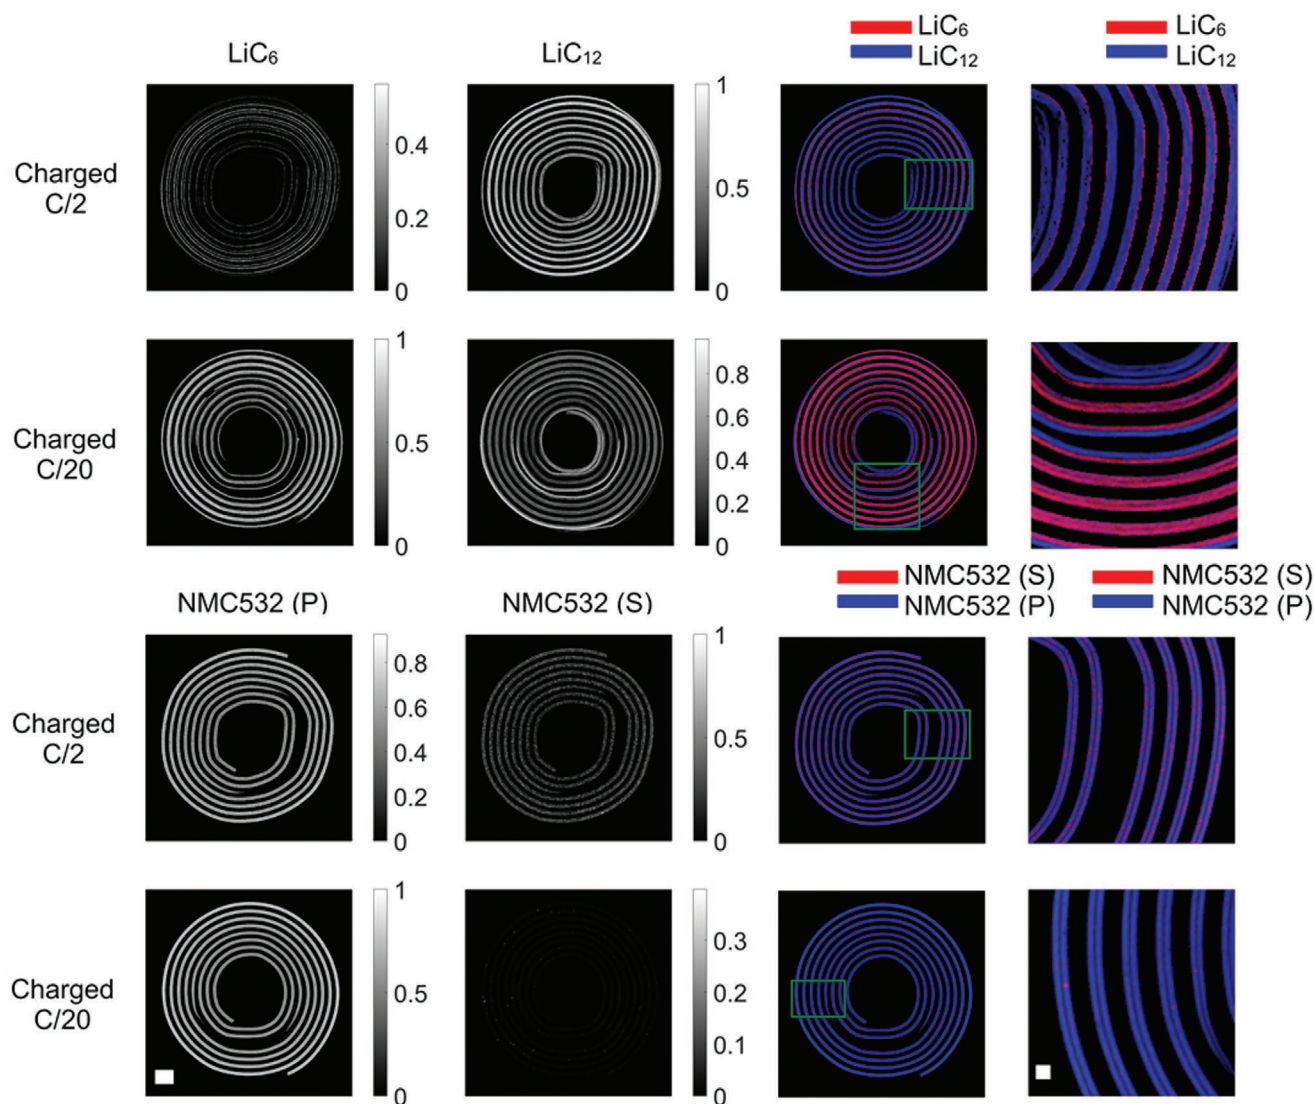 LiC₆
LiC₁₂
LiC₆
LiC₁₂
LiC₆
LiC₁₂
Charged
C/2
0.4
0.2
0
1
0.5
0
Charged
C/20
1
0.5
0
0.8
0.6
0.4
0.2
0
NMC532 (P)
NMC532 (S)
NMC532 (S)
NMC532 (P)
NMC532 (S)
NMC532 (P)
Charged
C/2
0.8
0.6
0.4
0.2
0
1
0.5
0
Charged
C/20
1
0.5
0
0.3
0.2
0.1
0